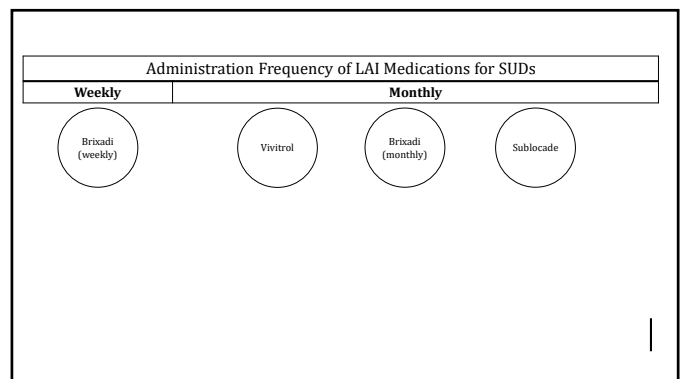 Administration Frequency of LAI Medications for SUDs
Weekly Monthly
Brixadi
(weekly)
Vivitrol
Brixadi
(monthly)
Sublocade